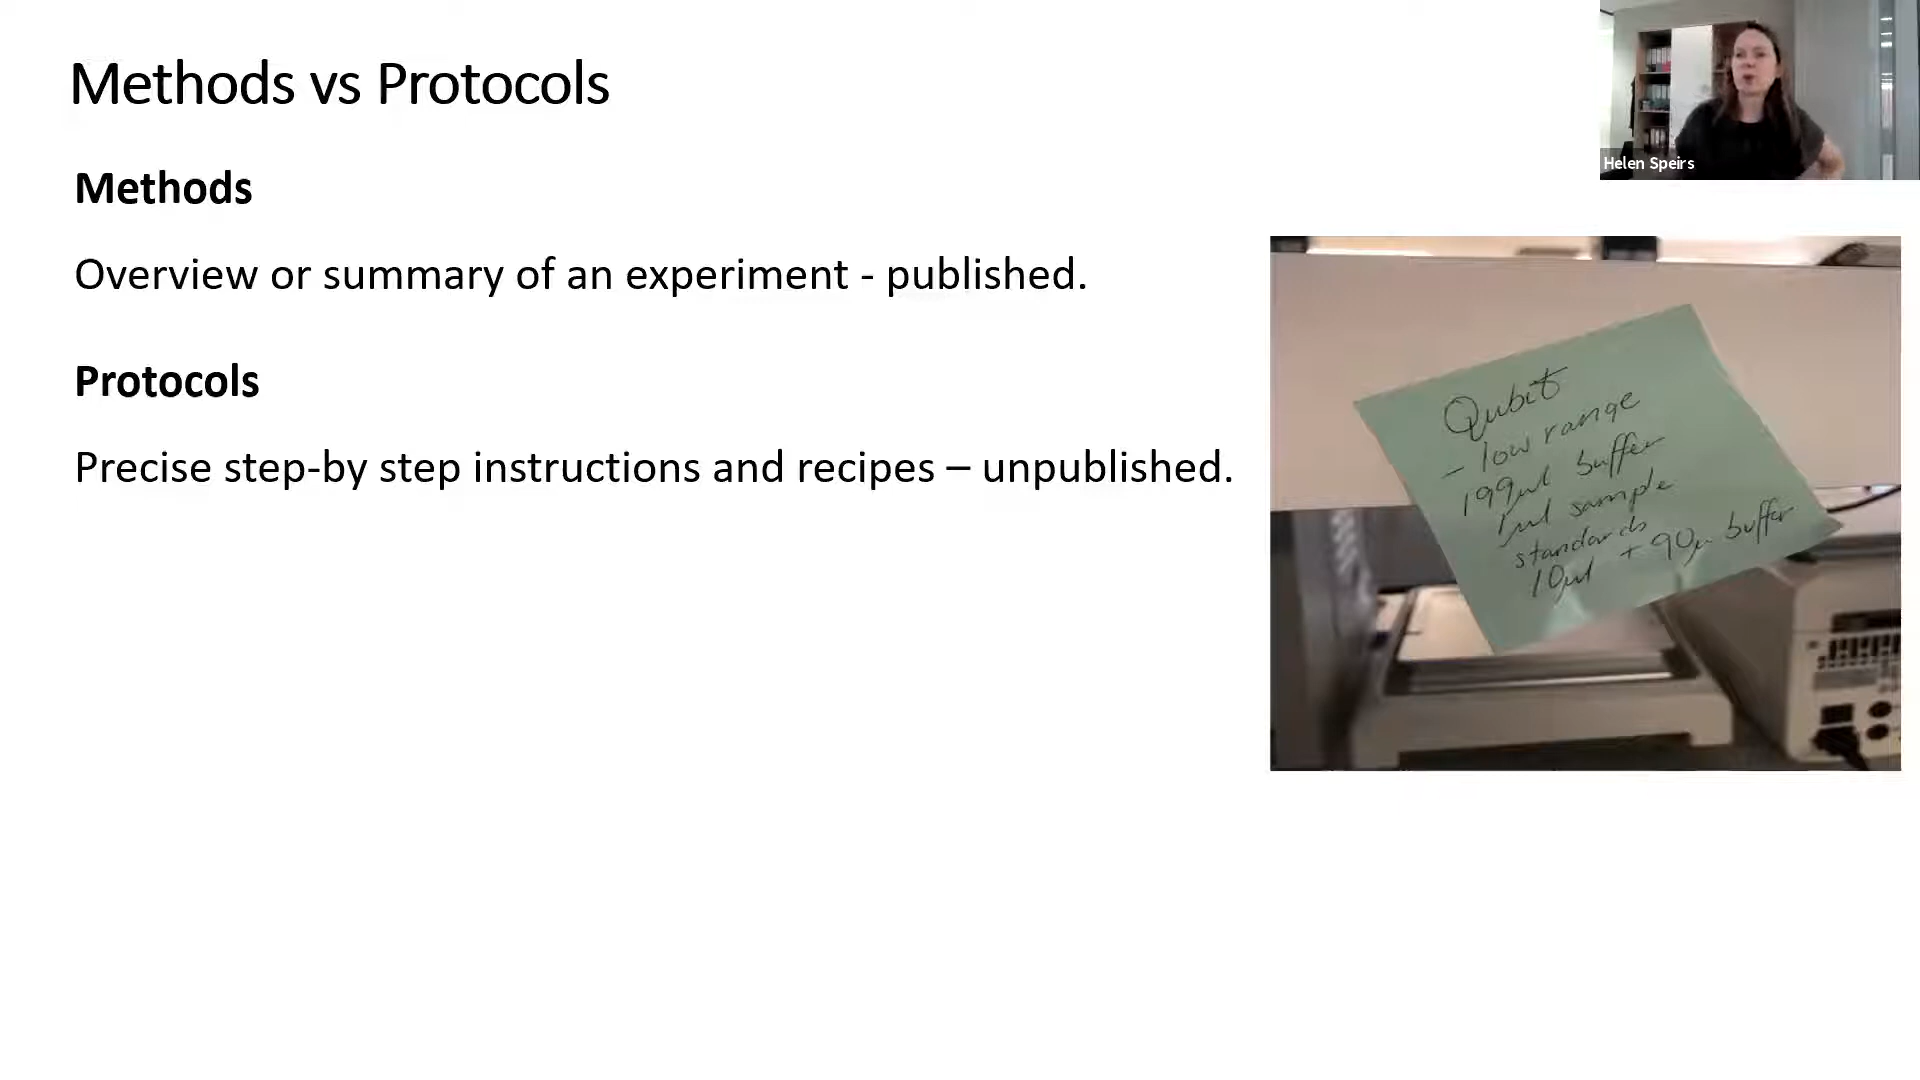 Methods vs Protocols
Helen Speirs
Methods
Overview or summary of an experiment - published.
Protocols
Precise step-by step instructions and recipes – unpublished.
Qubit
- low range
199µl buffer
1µl sample
standards
10µl + 90µ buffer